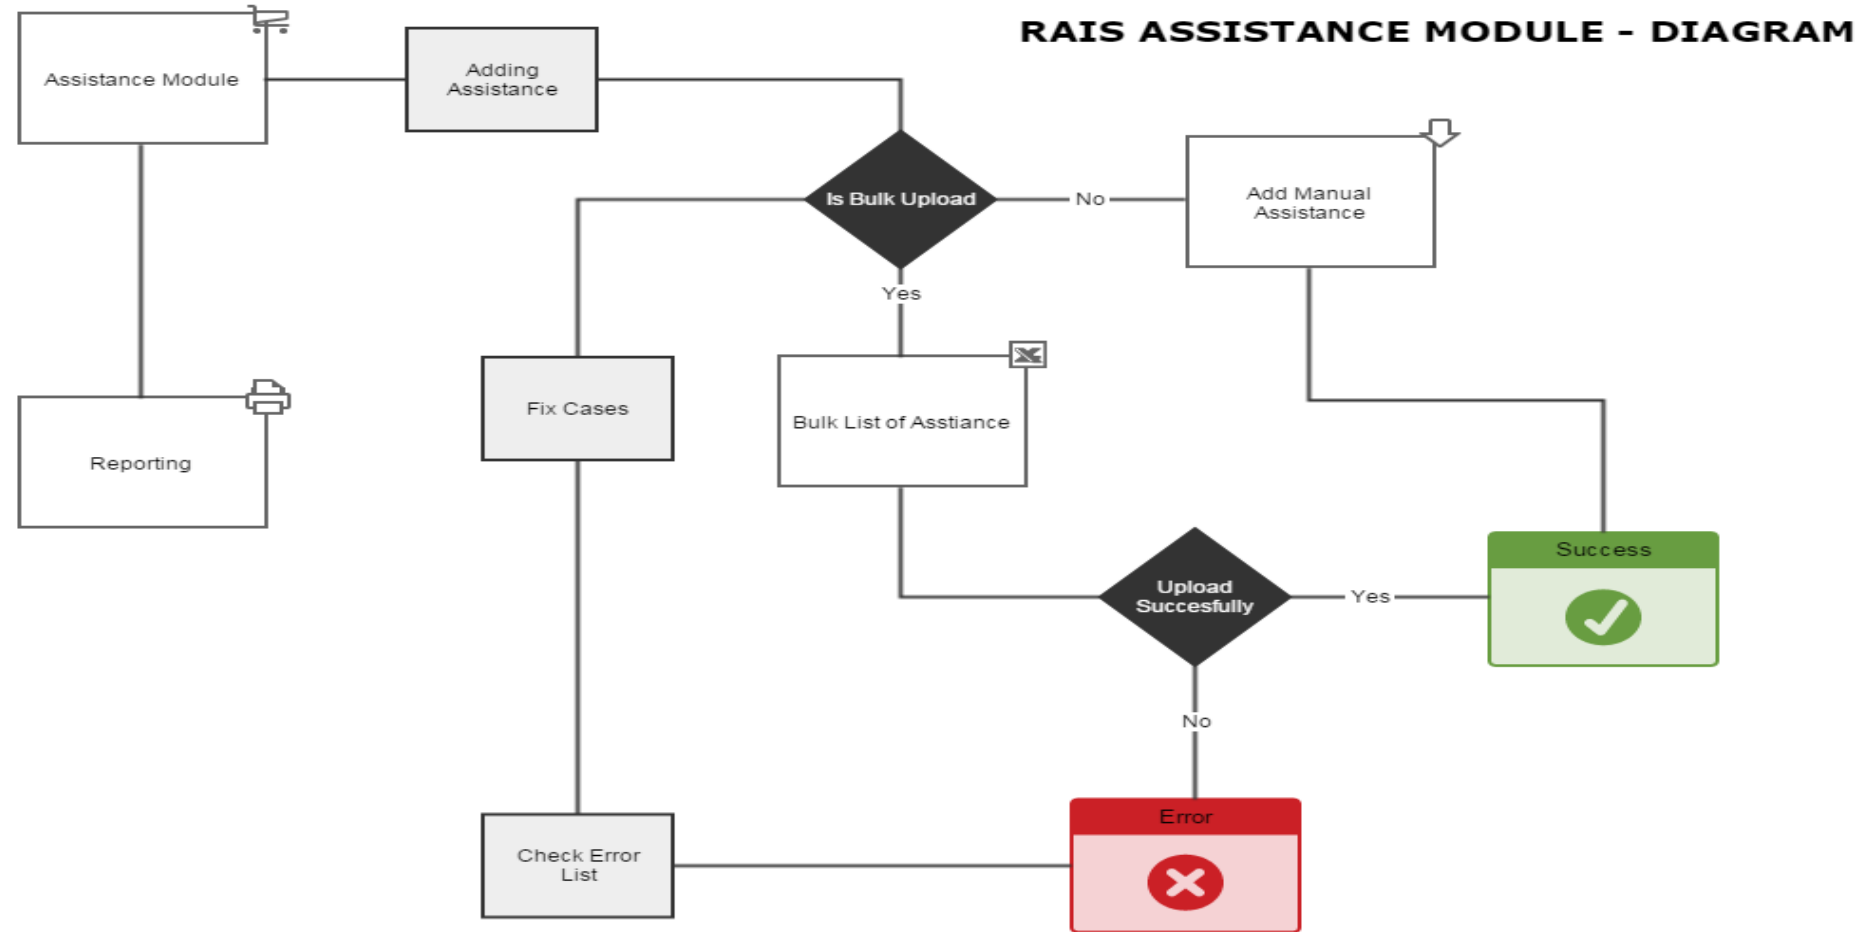 RAIS ASSISTANCE MODULE - DIAGRAM
Assistance Module
Adding
Assistance
Is Bulk Upload
No
Add Manual
Assistance
Yes
Fix Cases
Bulk List of Asstiance
Reporting
Success
Upload
Succesfully
Yes
No
Error
Check Error
List